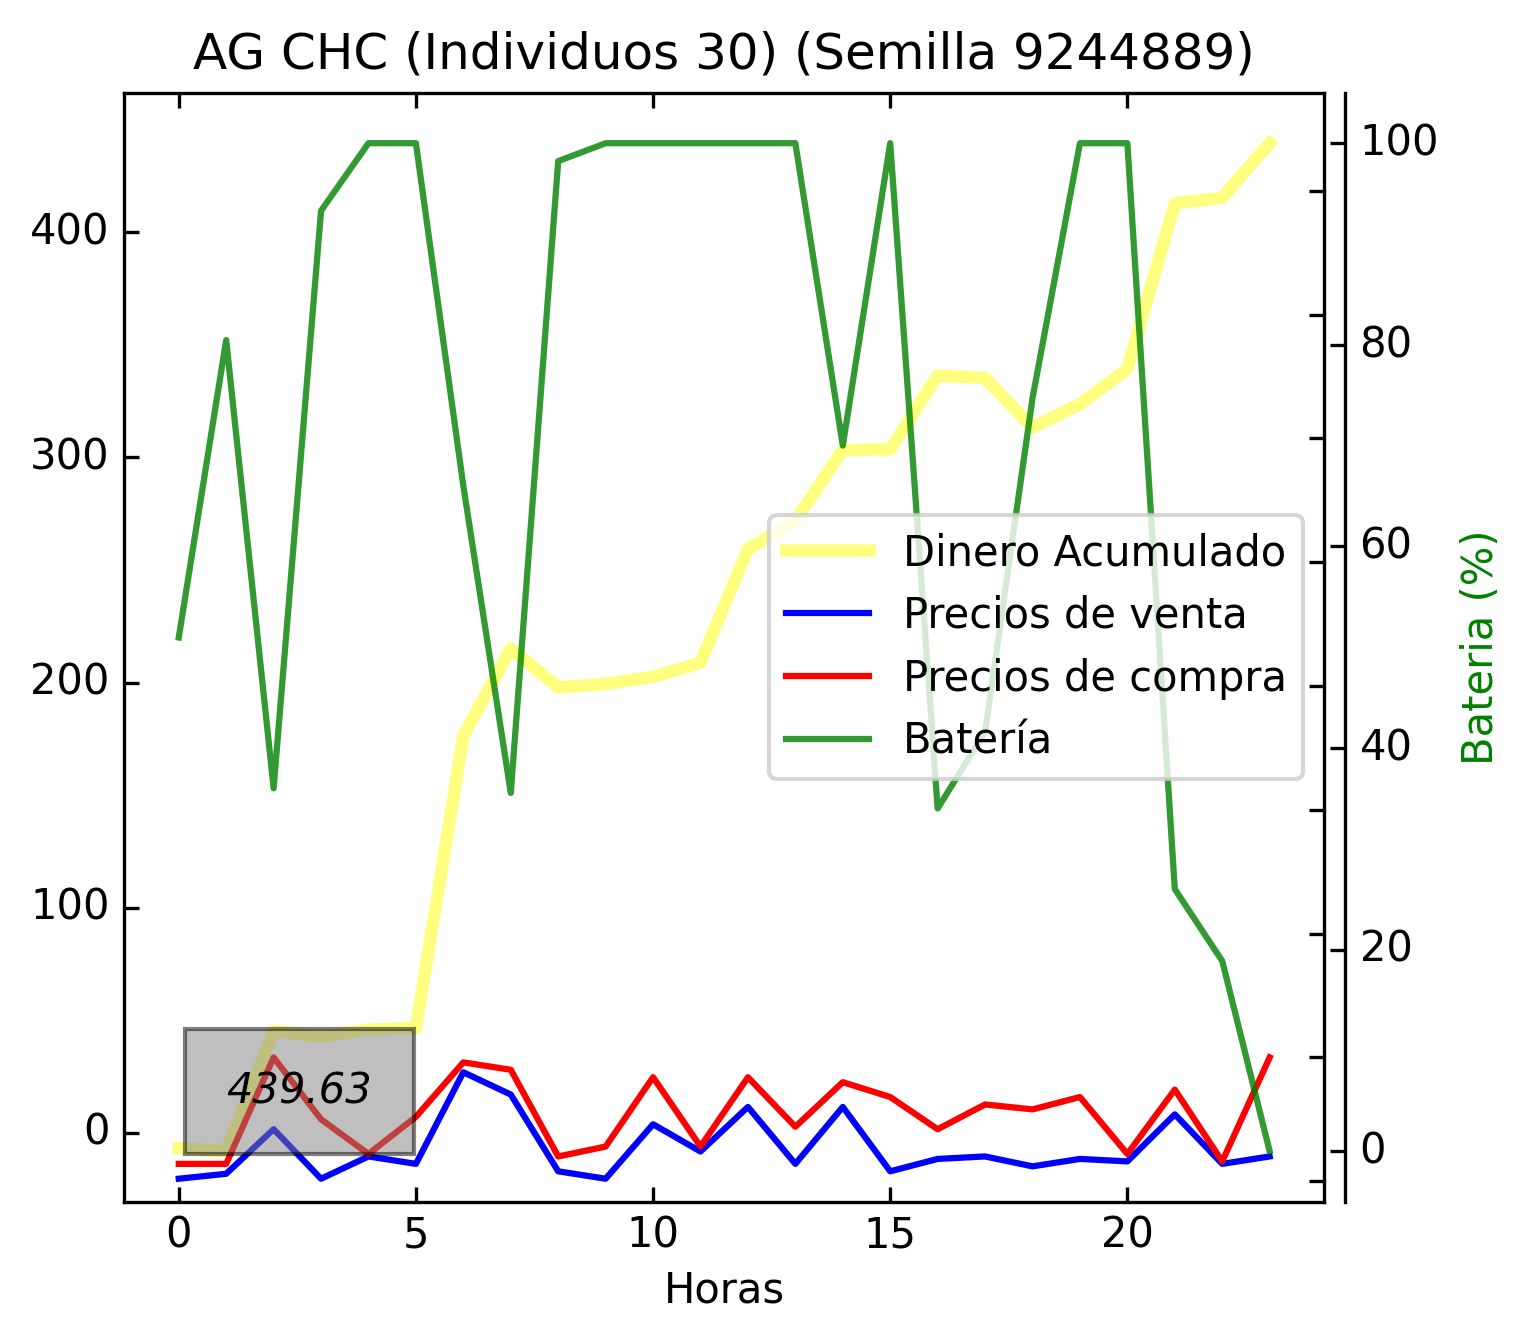 AG CHC (Individuos 30) (Semilla 9244889)
400
300
200
100
0
100
80
60
40
20
0
Bateria (%)
Dinero Acumulado
Precios de venta
Precios de compra
Batería
439.63
0 5 10 15 20
Horas